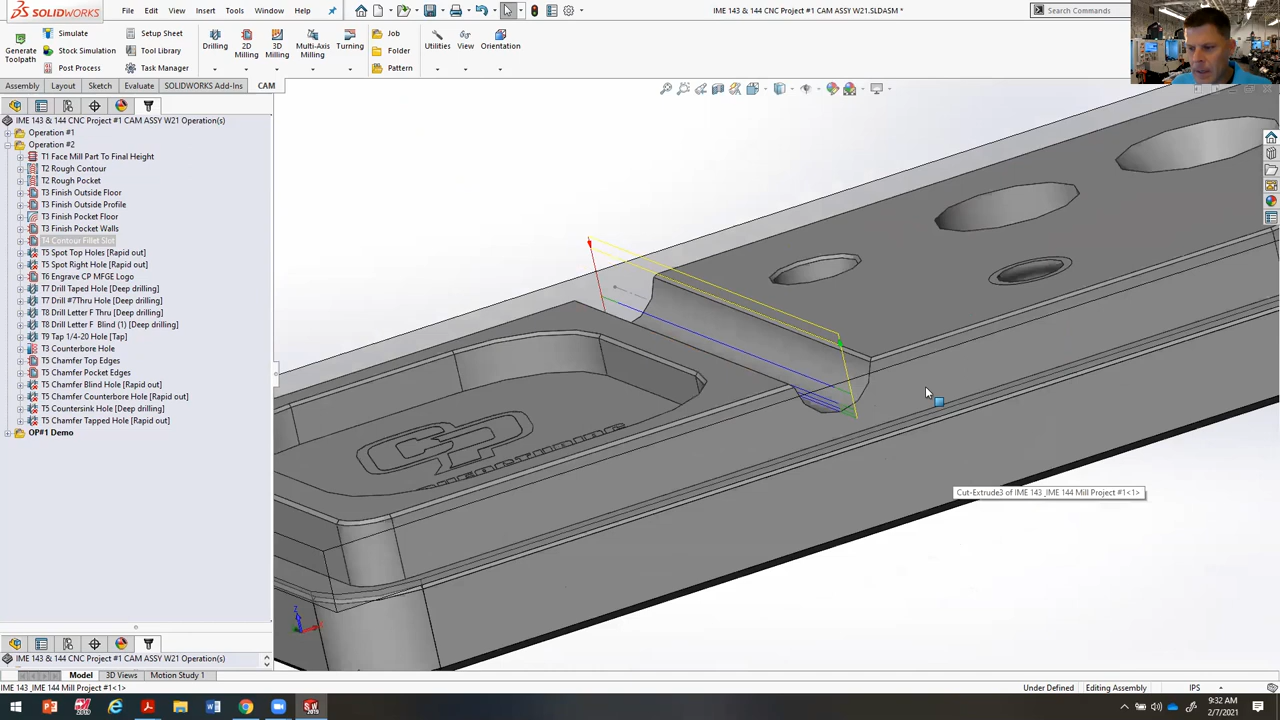 SOLIDWORKS
File Edit View Insert Tools Window Help
IME 143 & 144 CNC Project #1 CAM ASSY W21.SLDASM *
Search Commands
Generate Toolpath
Simulate
Stock Simulation
Post Process
Setup Sheet
Tool Library
Task Manager
Drilling
2D Milling
3D Milling
Multi-Axis Milling
Turning
Job
Folder
Pattern
Utilities
View
Orientation
Assembly Layout Sketch Evaluate SOLIDWORKS Add-Ins CAM
IME 143 & 144 CNC Project #1 CAM ASSY W21 Operation(s)
Operation #1
Operation #2
T1 Face Mill Part To Final Height
T2 Rough Contour
T2 Rough Pocket
T3 Finish Outside Floor
T3 Finish Outside Profile
T3 Finish Pocket Floor
T3 Finish Pocket Walls
T4 Contour Fillet Slot
T5 Spot Top Holes [Rapid out]
T5 Spot Right Hole [Rapid out]
T6 Engrave CP MFGE Logo
T7 Drill Taped Hole [Deep drilling]
T7 Drill #7Thru Hole [Deep drilling]
T8 Drill Letter F Thru [Deep drilling]
T8 Drill Letter F Blind (1) [Deep drilling]
T9 Tap 1/4-20 Hole [Tap]
T3 Counterbore Hole
T5 Chamfer Top Edges
T5 Chamfer Pocket Edges
T5 Chamfer Blind Hole [Rapid out]
T5 Chamfer Counterbore Hole [Rapid out]
T5 Countersink Hole [Deep drilling]
T5 Chamfer Tapped Hole [Rapid out]
OP#1 Demo
CP
Cut-Extrude3 of IME 143_IME 144 Mill Project #1<1>
Z
IME 143 & 144 CNC Project #1 CAM ASSY W21 Operation(s)
Model 3D Views Motion Study 1
IME 143_IME 144 Mill Project #1<1>
Under Defined Editing Assembly IPS
9:32 AM
2/7/2021